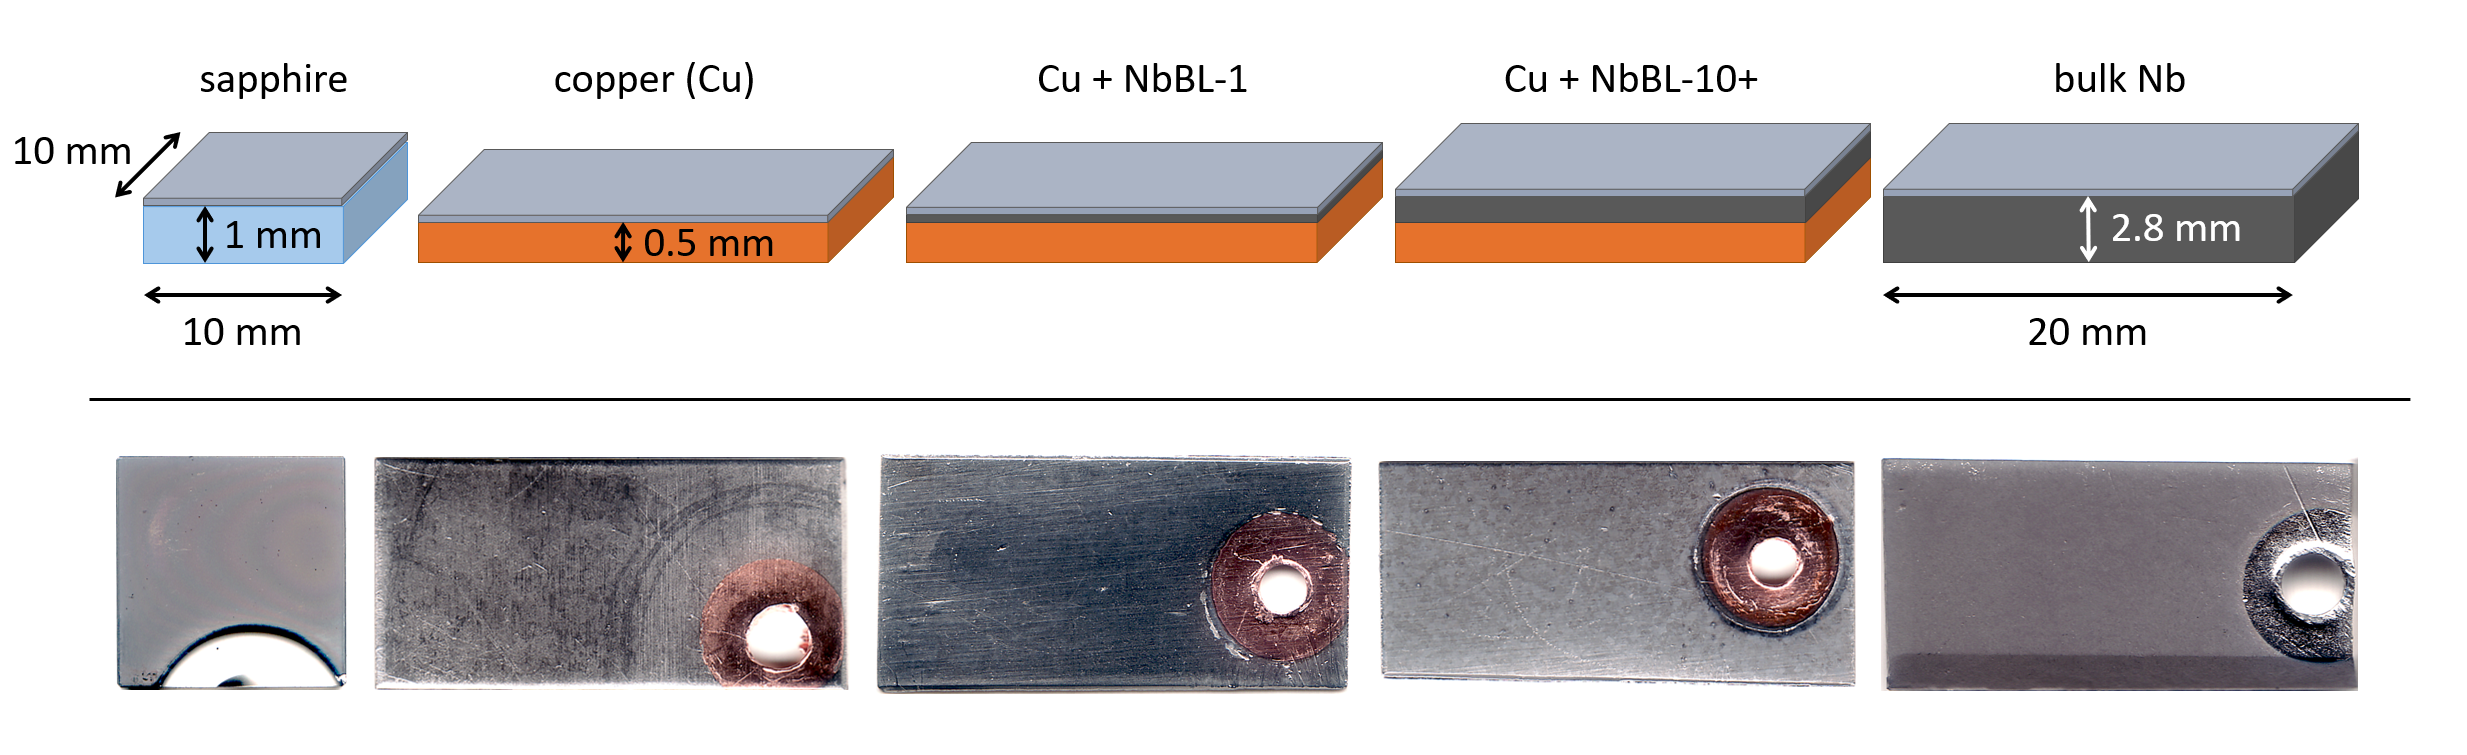 sapphire
copper (Cu)
Cu + NbBL-1
Cu + NbBL-10+
bulk Nb
10 mm
1 mm
0.5 mm
2.8 mm
10 mm
20 mm